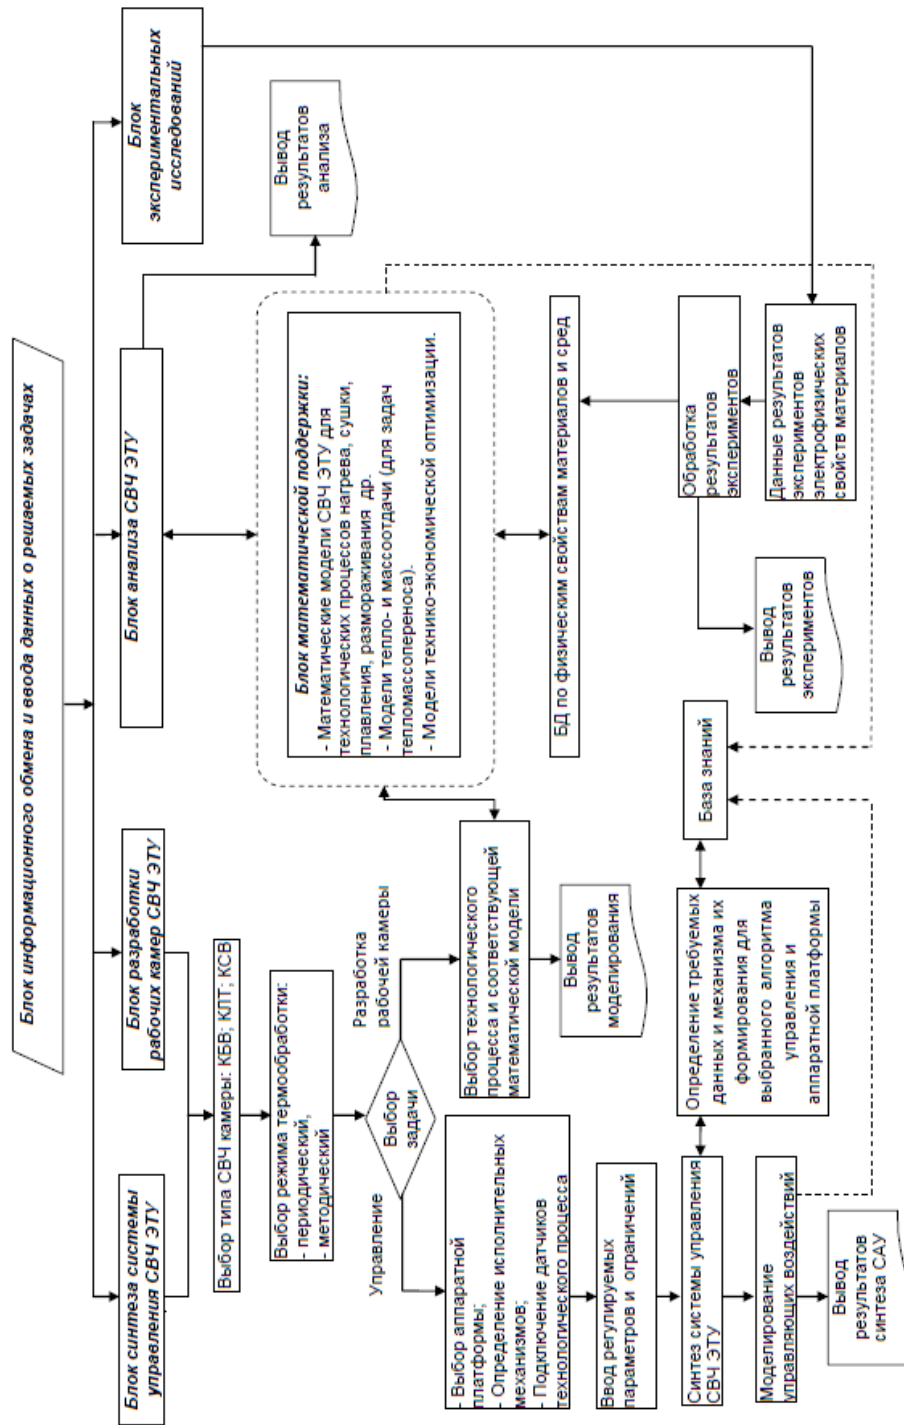 Блок информационного обмена и ввода данных о решаемых задачах
Блок синтеза системы
управления СВЧ ЭТУ
Блок разработки
рабочих камер СВЧ ЭТУ
Блок анализа СВЧ ЭТУ
Блок
экспериментальных
исследований
Выбор типа СВЧ камеры: КБВ; КЛТ; КСВ
Выбор режима термообработки:
- периодический,
- методический
Выбор
задачи
Управление
Разработка
рабочей камеры
Вывод
результатов
анализа
Блок математической поддержки:
- Математические модели СВЧ ЭТУ для
технологических процессов нагрева, сушки,
плавления, размораживания др.
- Модели тепло- и массоотдачи (для задач
тепломассопереноса).
- Модели технико-экономической оптимизации.
- Выбор аппаратной
платформы;
- Определение исполнительных
механизмов;
- Подключение датчиков
технологического процесса
Выбор технологического
процесса и соответствующей
математической модели
Вывод
результатов
моделирования
БД по физическим свойствам материалов и сред
Ввод регулируемых
параметров и ограничений
Обработка
результатов
экспериментов
Данные результатов
экспериментов
электрофизических
свойств материалов
Синтез системы управления
СВЧ ЭТУ
Определение требуемых
данных и механизма их
формирования для
выбранного алгоритма
управления и
аппаратной платформы
База знаний
Вывод
результатов
экспериментов
Моделирование
управляющих воздействий
Вывод
результатов
синтеза САУ